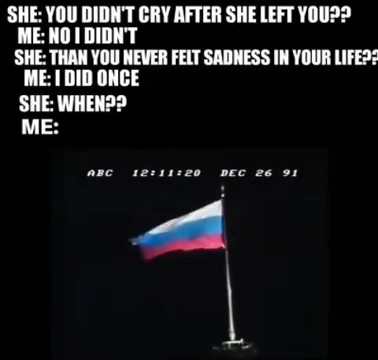 SHE: YOU DIDN'T CRY AFTER SHE LEFT YOU??
ME: NO I DIDN'T
SHE: THAN YOU NEVER FELT SADNESS IN YOUR LIFE??
ME: I DID ONCE
SHE: WHEN??
ME:
ABC 12:11:20 DEC 26 91